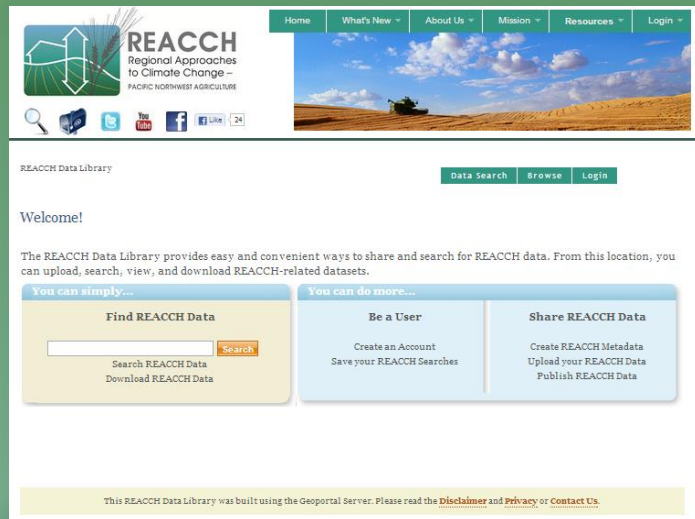 REACCH
Regional Approaches
to Climate Change –
PACIFIC NORTHWEST AGRICULTURE
Home What's New About Us Mission Resources Login
You
Tube
f Like 24
REACCH Data Library
Data Search Browse Login
Welcome!
The REACCH Data Library provides easy and convenient ways to share and search for REACCH data. From this location, you
can upload, search, view, and download REACCH-related datasets.
You can simply...
Find REACCH Data
Search
Search REACCH Data
Download REACCH Data
You can do more...
Be a User
Create an Account
Save your REACCH Searches
Share REACCH Data
Create REACCH Metadata
Upload your REACCH Data
Publish REACCH Data
This REACCH Data Library was built using the Geoportal Server. Please read the Disclaimer and Privacy or Contact Us.